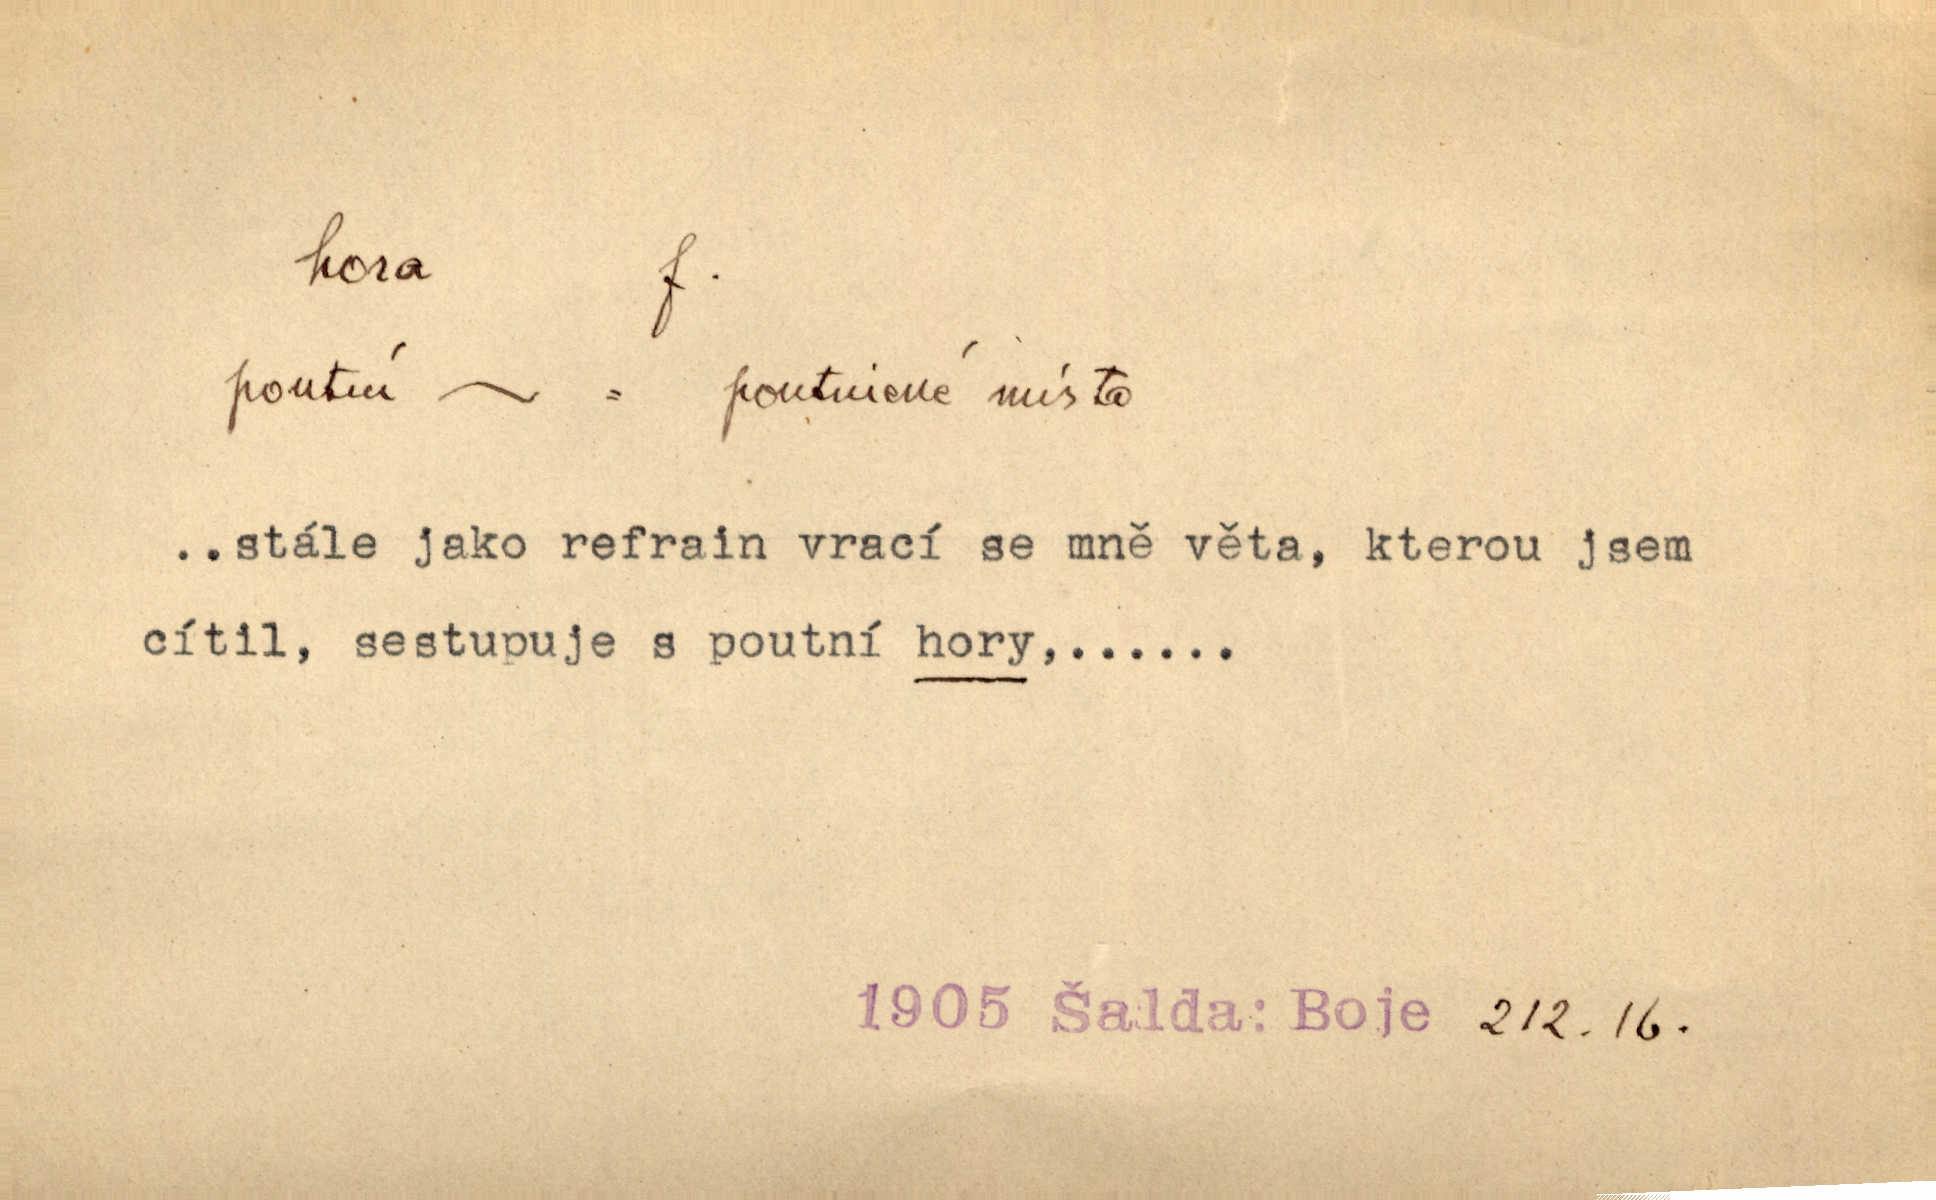 hora f.
poutní ~ = poutnické místo
..stále jako refrain vrací se mně věta, kterou jsem
cítil, sestupuje s poutní hory,......
1905 Šalda: Boje 212. 16.